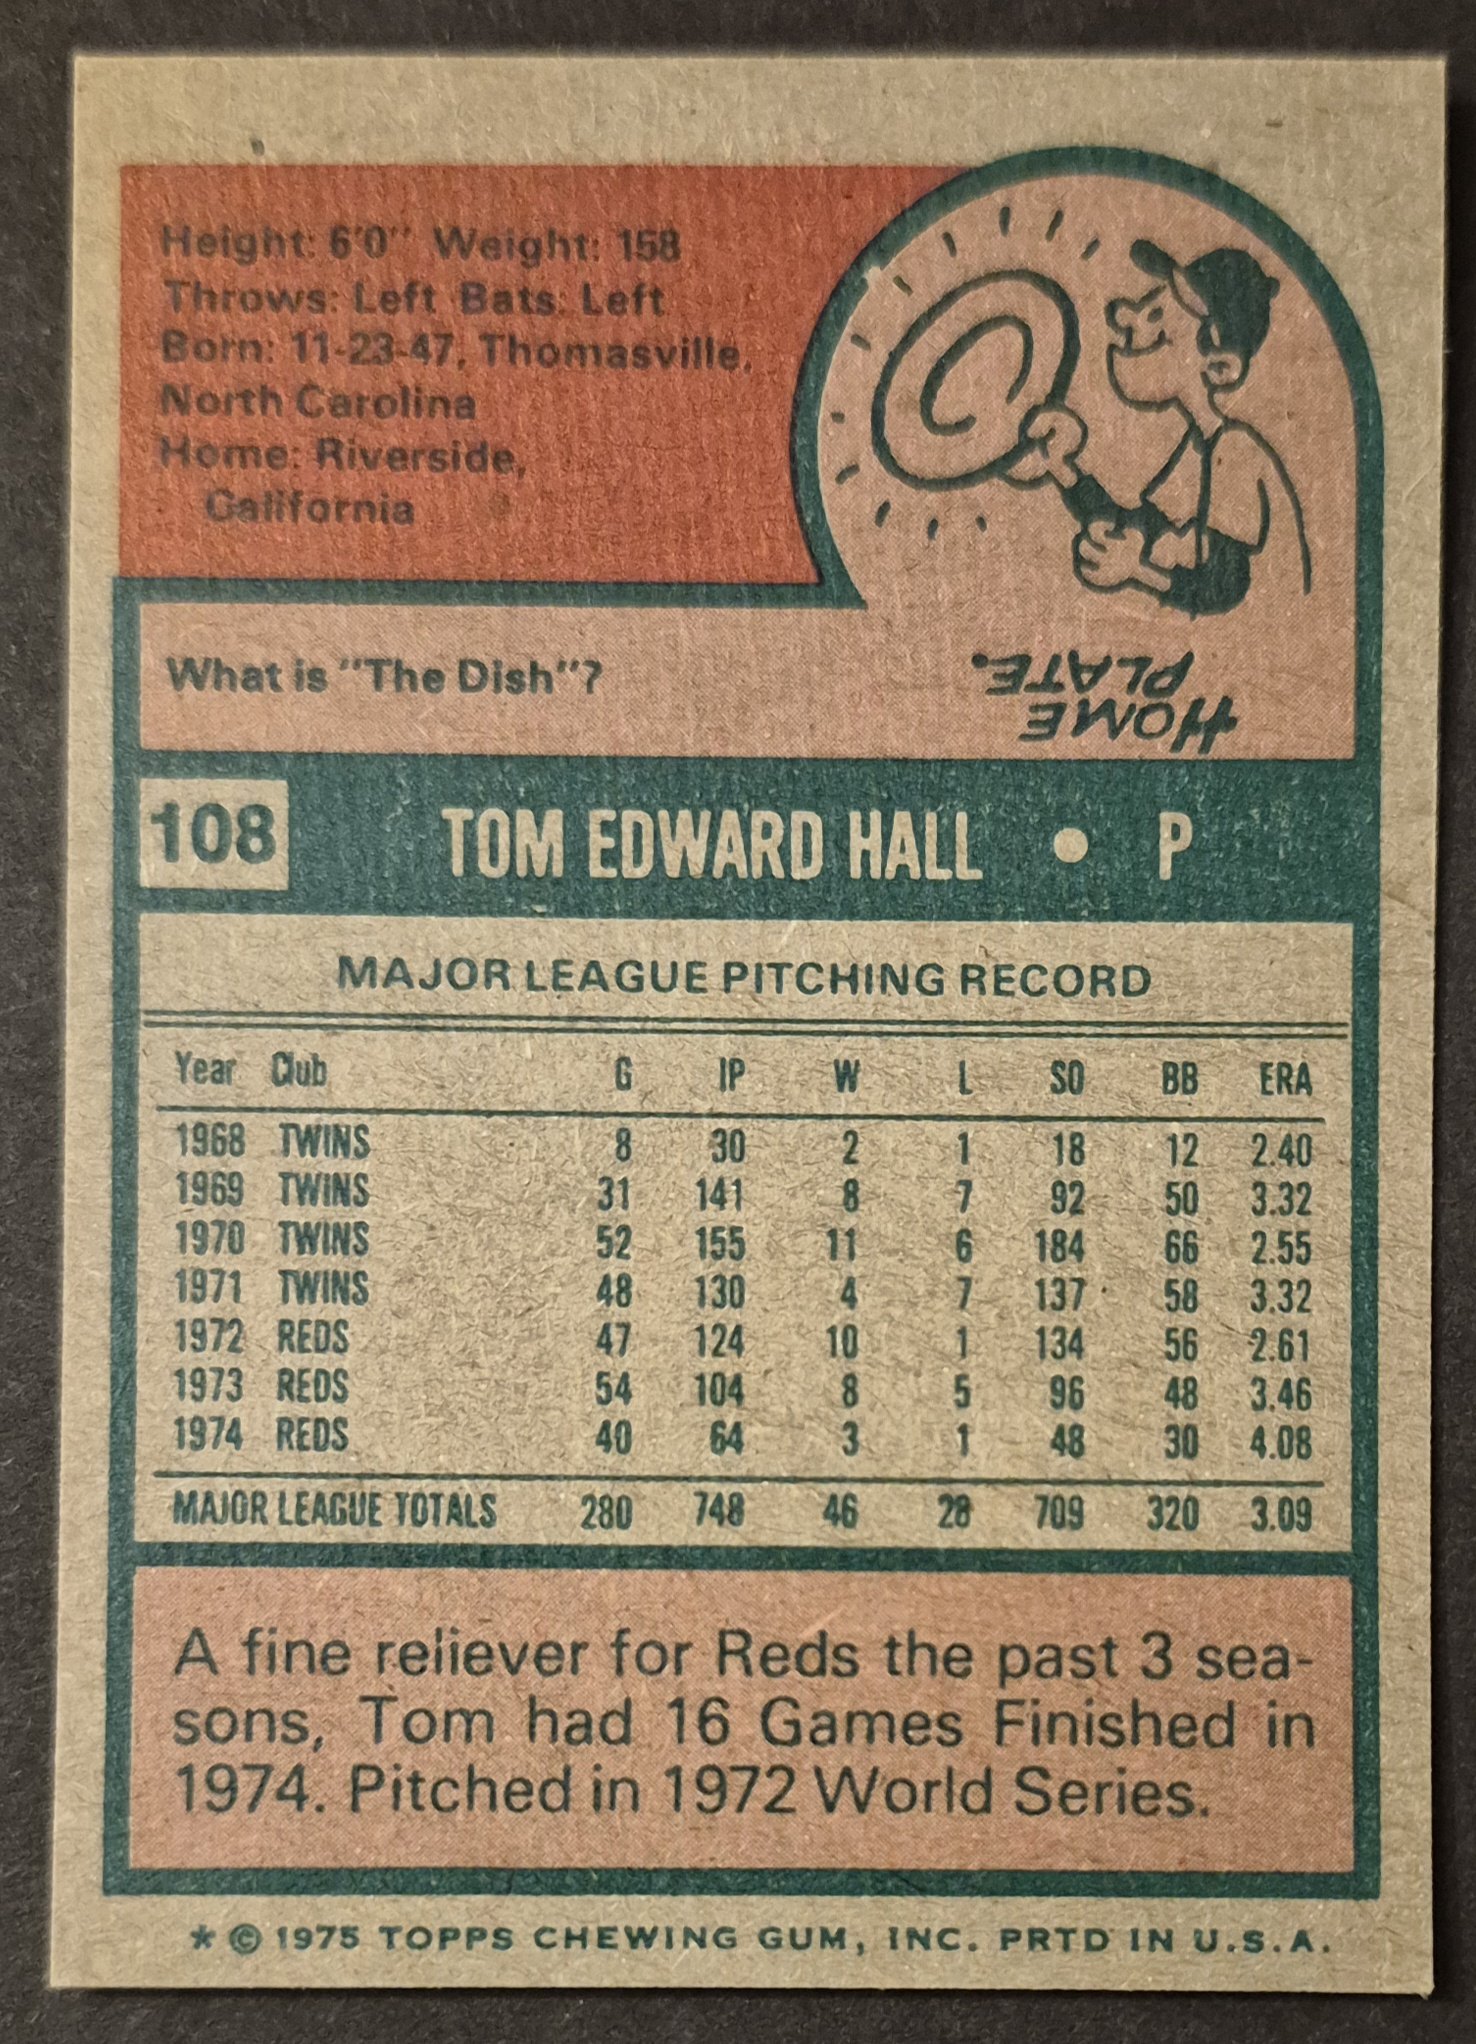 Height: 6'0" Weight: 158
Throws: Left Bats: Left
Born: 11-23-47, Thomasville,
North Carolina
Home: Riverside,
California
What is "The Dish"?
HOME
PLATE.
108 TOM EDWARD HALL • P
MAJOR LEAGUE PITCHING RECORD
Year Club G IP W L SO BB ERA
1968 TWINS 8 30 2 1 18 12 2.40
1969 TWINS 31 141 8 7 92 50 3.32
1970 TWINS 52 155 11 6 184 66 2.55
1971 TWINS 48 130 4 7 137 58 3.32
1972 REDS 47 124 10 1 134 56 2.61
1973 REDS 54 104 8 5 96 48 3.46
1974 REDS 40 64 3 1 48 30 4.08
MAJOR LEAGUE TOTALS 280 748 46 28 709 320 3.09
A fine reliever for Reds the past 3 sea-
sons, Tom had 16 Games Finished in
1974. Pitched in 1972 World Series.
* © 1975 TOPPS CHEWING GUM, INC. PRTD IN U.S.A.